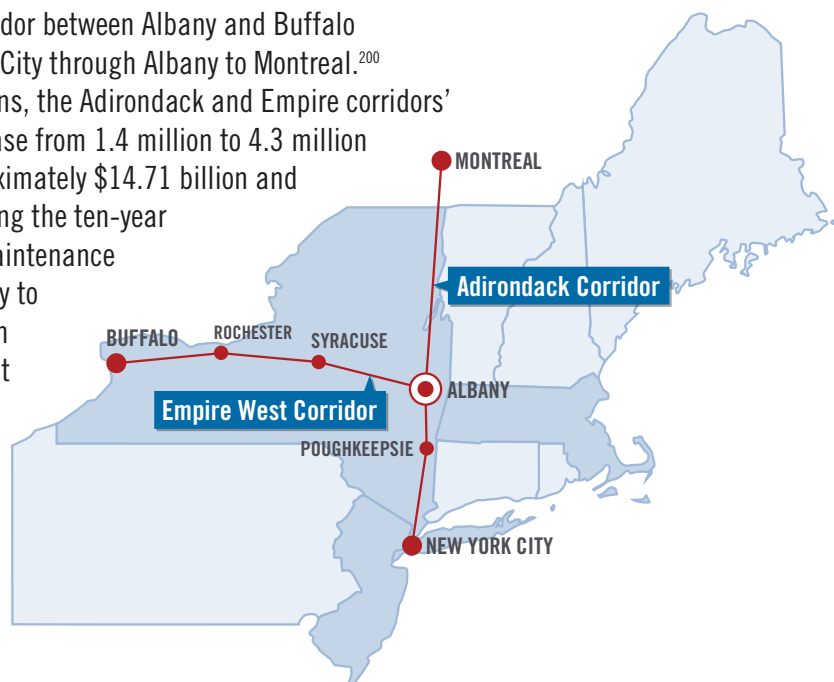 dor between Albany and Buffalo
City through Albany to Montreal.200
ns, the Adirondack and Empire corridors’
ase from 1.4 million to 4.3 million
ximately $14.71 billion and
ng the ten-year
aintenance
y to
n
t
MONTREAL
Adirondack Corridor
BUFFALO
ROCHESTER
SYRACUSE
ALBANY
Empire West Corridor
POUGHKEEPSIE
NEW YORK CITY